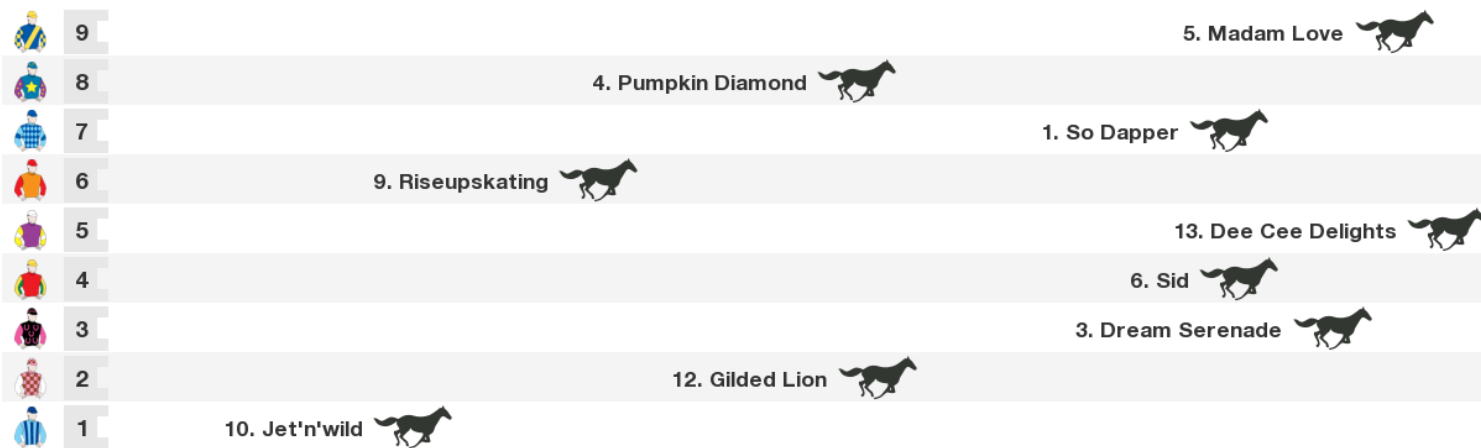 9 5. Madam Love
8 4. Pumpkin Diamond
7 1. So Dapper
6 9. Riseupskating
5 13. Dee Cee Delights
4 6. Sid
3 3. Dream Serenade
2 12. Gilded Lion
1 10. Jet'n'wild